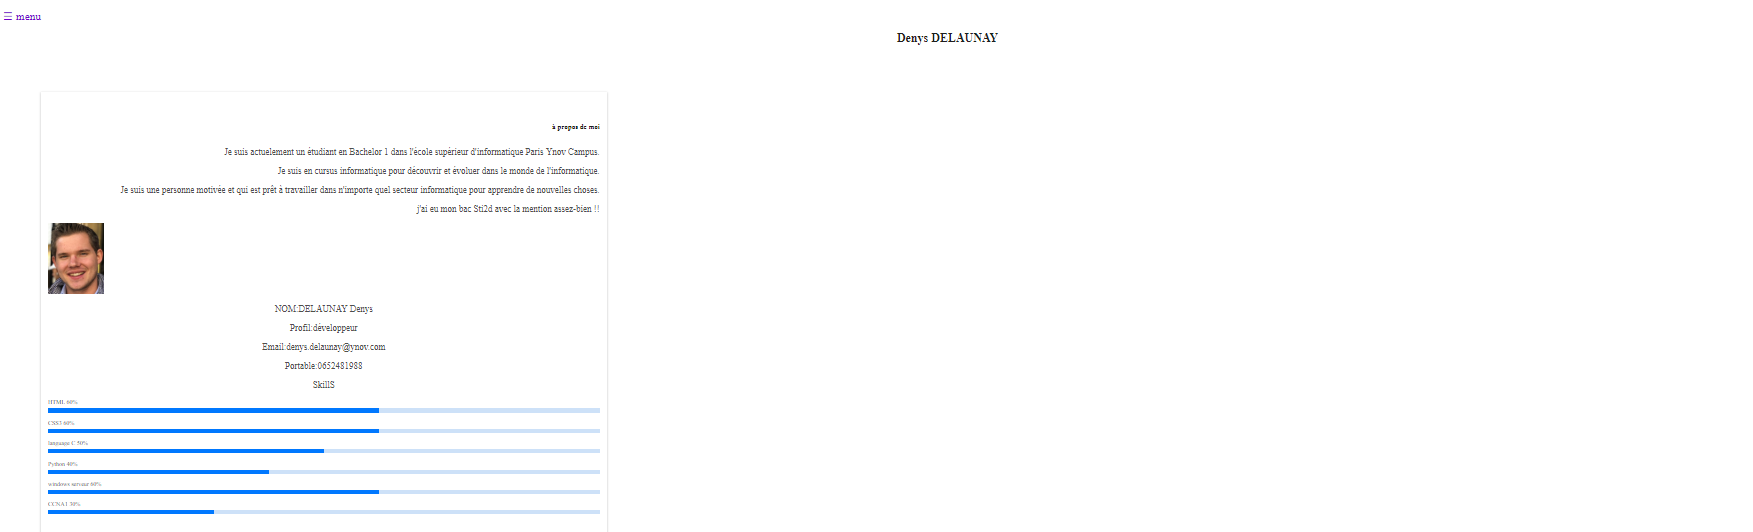 ☰ menu
Denys DELAUNAY
à propos de moi
Je suis actuelement un étudiant en Bachelor 1 dans l'école supérieur d'informatique Paris Ynov Campus.
Je suis en cursus informatique pour découvrir et évoluer dans le monde de l'informatique.
Je suis une personne motivée et qui est prêt à travailler dans n'importe quel secteur informatique pour apprendre de nouvelles choses.
j'ai eu mon bac Sti2d avec la mention assez-bien !!
NOM:DELAUNAY Denys
Profil:développeur
Email:denys.delaunay@ynov.com
Portable:0652481988
SkillS
HTML 60%
CSS3 60%
language C 50%
Python 40%
windows serveur 60%
CCNA1 30%